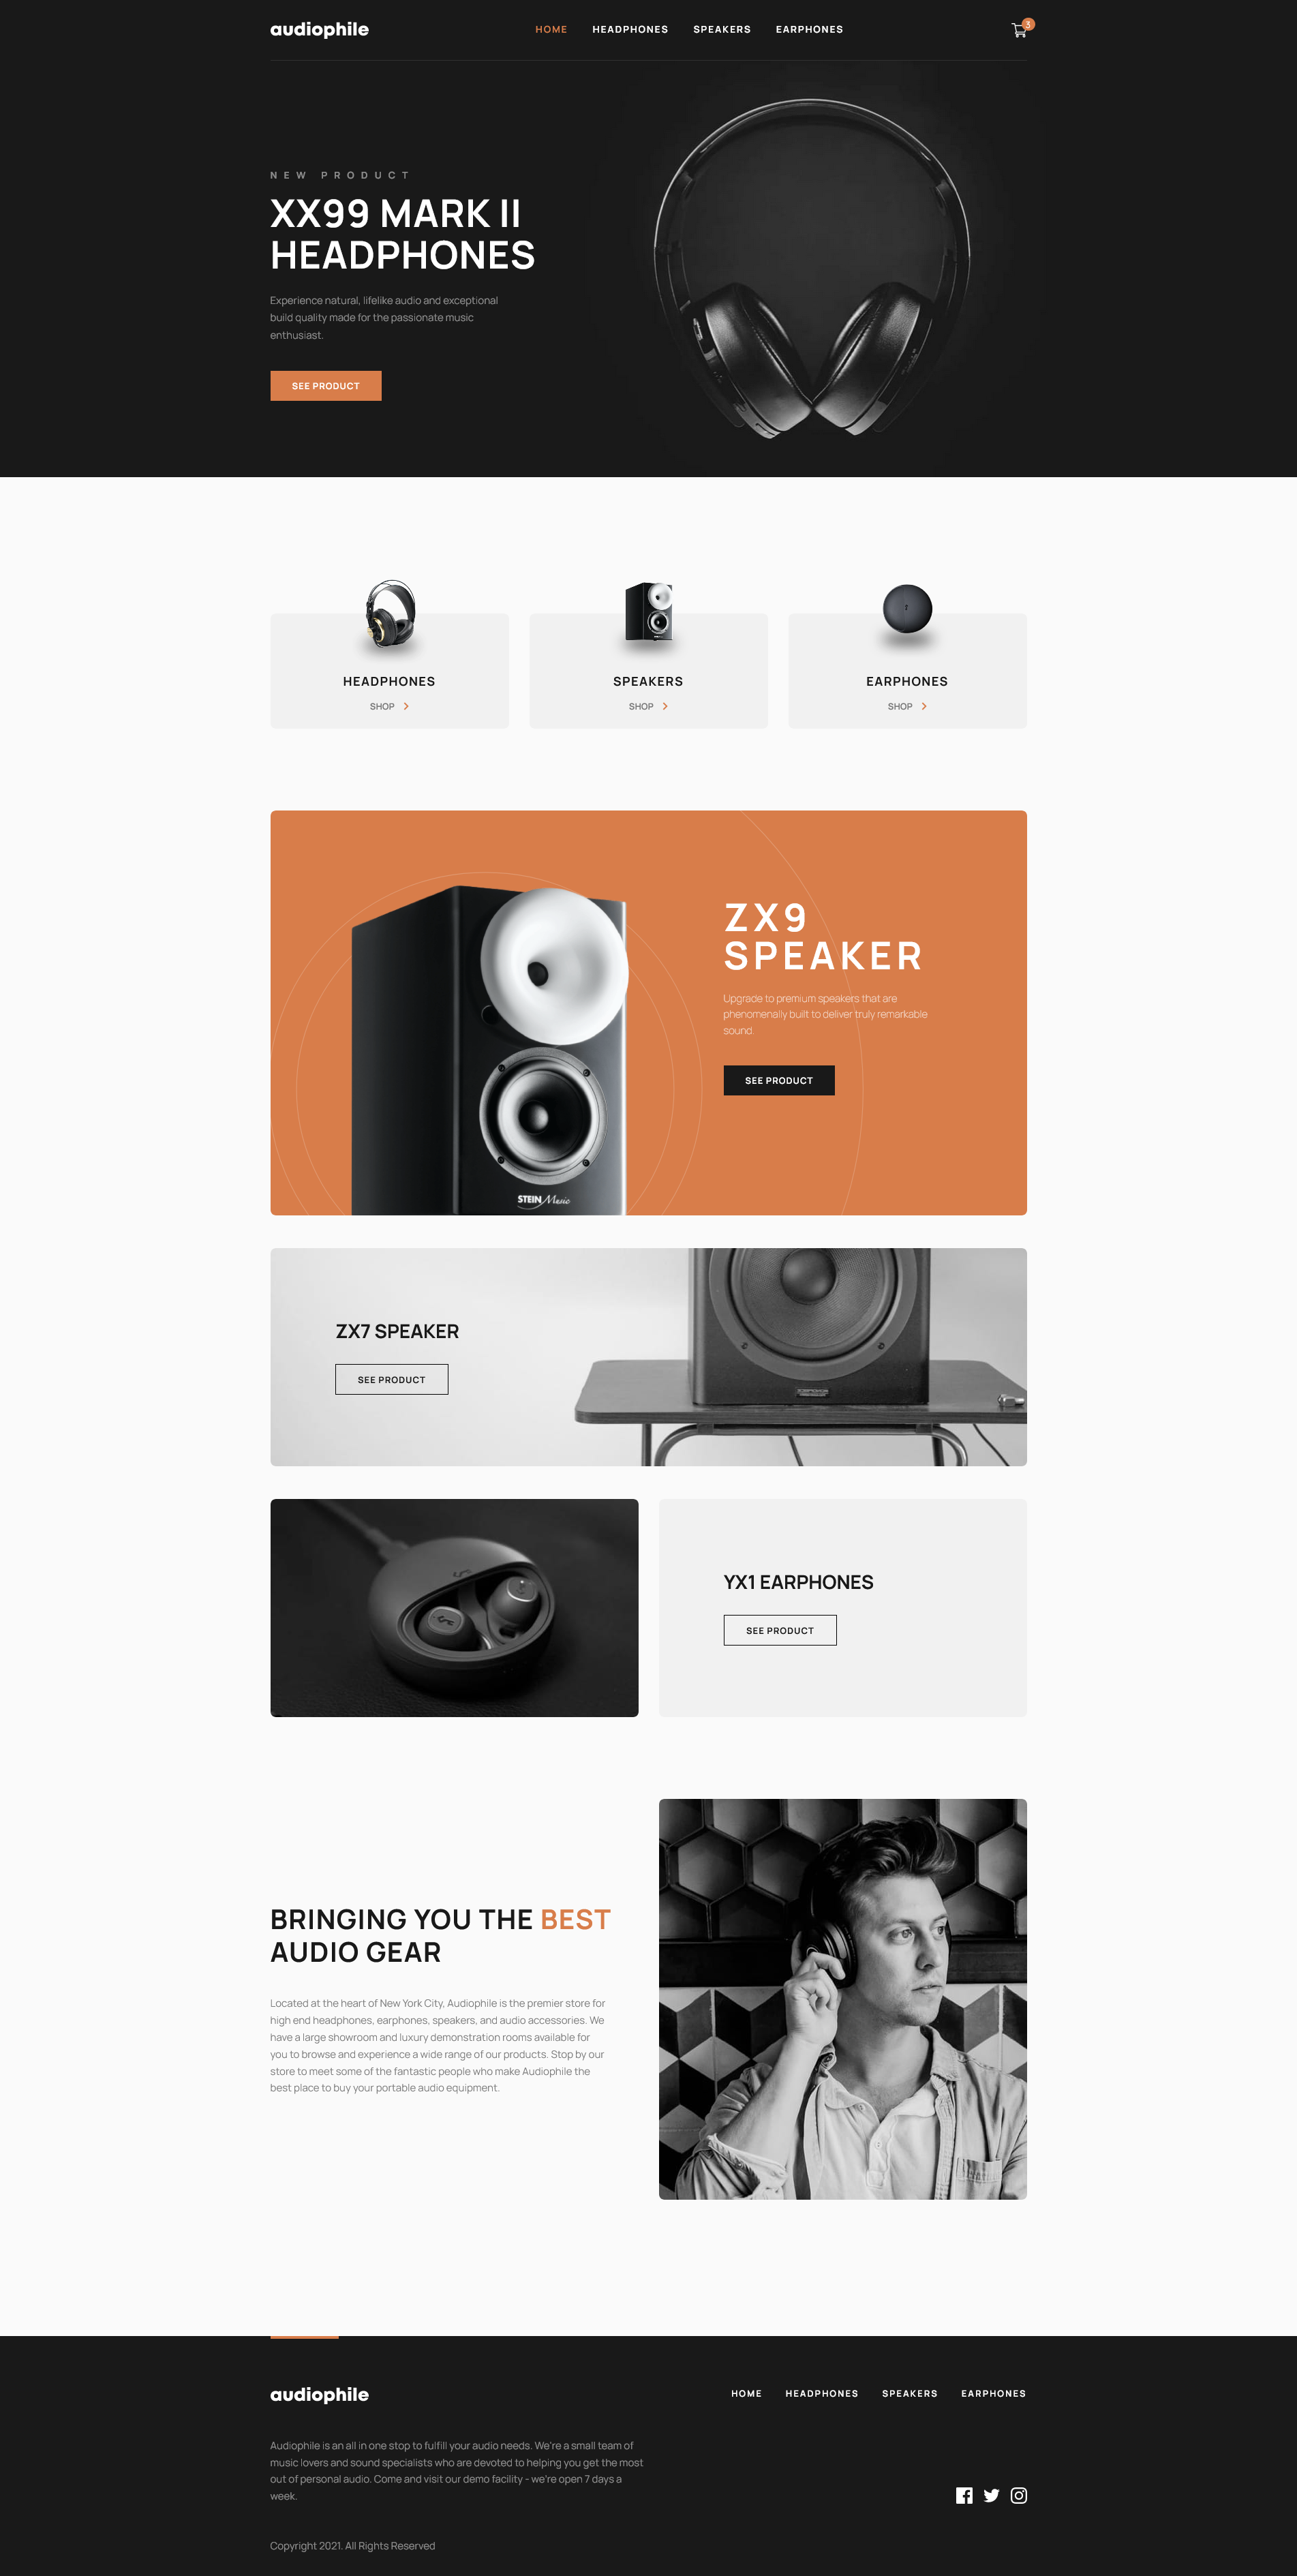 audiophile
HOME HEADPHONES SPEAKERS EARPHONES
3
NEW PRODUCT
XX99 MARK II
HEADPHONES
Experience natural, lifelike audio and exceptional
build quality made for the passionate music
enthusiast.
SEE PRODUCT
HEADPHONES
SHOP
SPEAKERS
SHOP
EARPHONES
SHOP
ZX9
SPEAKER
Upgrade to premium speakers that are
phenomenally built to deliver truly remarkable
sound.
SEE PRODUCT
STEIN Music
ZX7 SPEAKER
SEE PRODUCT
YX1 EARPHONES
SEE PRODUCT
BRINGING YOU THE BEST
AUDIO GEAR
Located at the heart of New York City, Audiophile is the premier store for
high end headphones, earphones, speakers, and audio accessories. We
have a large showroom and luxury demonstration rooms available for
you to browse and experience a wide range of our products. Stop by our
store to meet some of the fantastic people who make Audiophile the
best place to buy your portable audio equipment.
audiophile
HOME HEADPHONES SPEAKERS EARPHONES
Audiophile is an all in one stop to fulfill your audio needs. We're a small team of
music lovers and sound specialists who are devoted to helping you get the most
out of personal audio. Come and visit our demo facility - we're open 7 days a
week.
Copyright 2021. All Rights Reserved